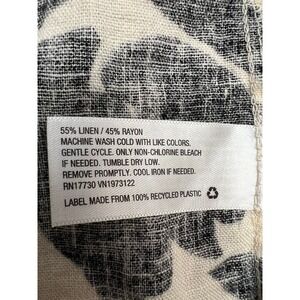 55% LINEN / 45% RAYON
MACHINE WASH COLD WITH LIKE COLORS.
GENTLE CYCLE. ONLY NON-CHLORINE BLEACH
IF NEEDED. TUMBLE DRY LOW.
REMOVE PROMPTLY. COOL IRON IF NEEDED.
RN17730 VN1973122
LABEL MADE FROM 100% RECYCLED PLASTIC